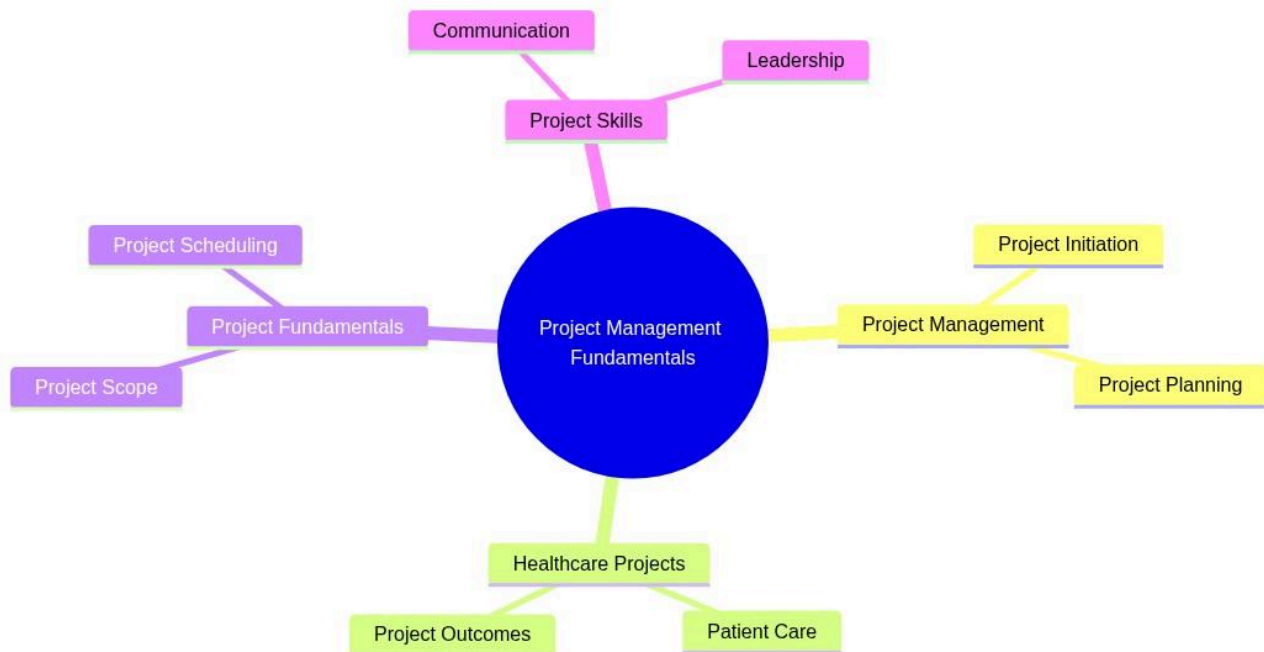 Communication
Leadership
Project Skills
Project Scheduling
Project Initiation
Project Fundamentals
Project Management
Fundamentals
Project Management
Project Scope
Project Planning
Healthcare Projects
Project Outcomes
Patient Care